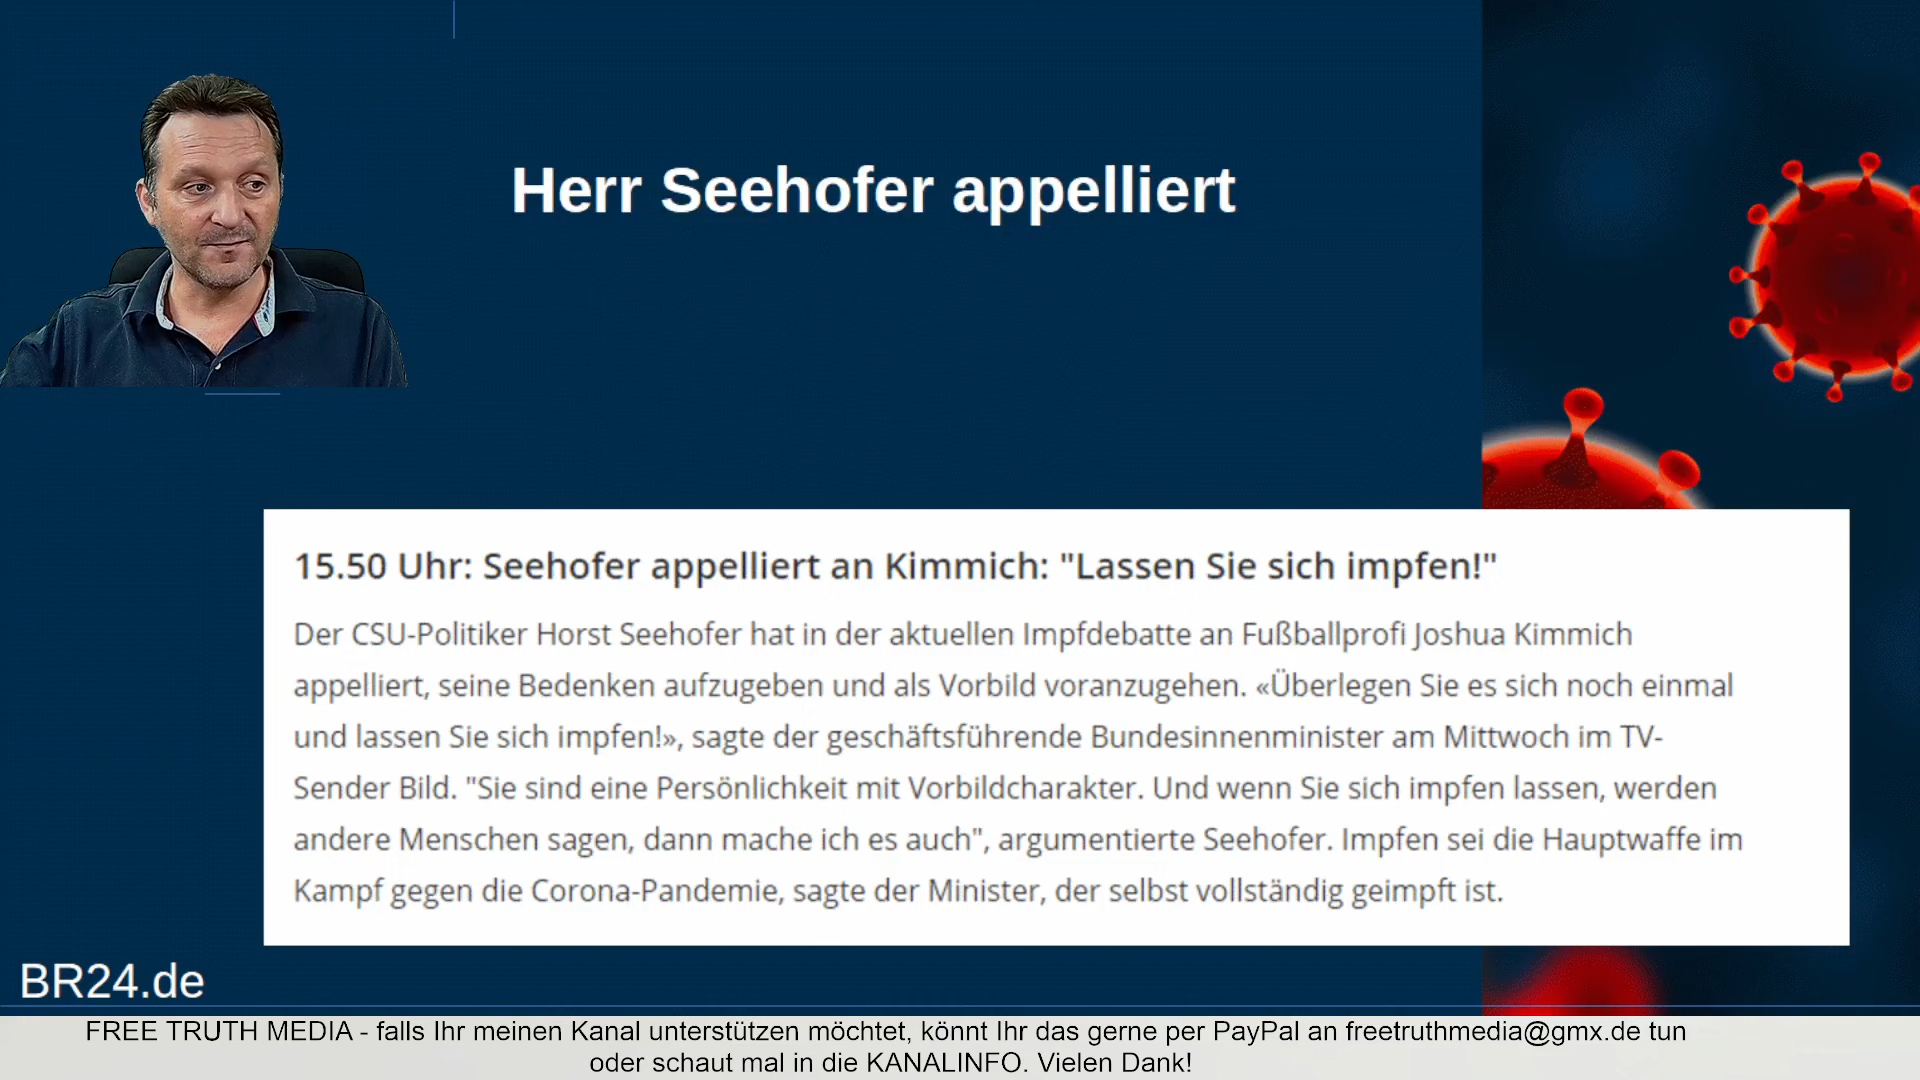 Herr Seehofer appelliert
15.50 Uhr: Seehofer appelliert an Kimmich: "Lassen Sie sich impfen!"
Der CSU-Politiker Horst Seehofer hat in der aktuellen Impfdebatte an Fußballprofi Joshua Kimmich
appelliert, seine Bedenken aufzugeben und als Vorbild voranzugehen. «Überlegen Sie es sich noch einmal
und lassen Sie sich impfen!», sagte der geschäftsführende Bundesinnenminister am Mittwoch im TV-
Sender Bild. "Sie sind eine Persönlichkeit mit Vorbildcharakter. Und wenn Sie sich impfen lassen, werden
andere Menschen sagen, dann mache ich es auch", argumentierte Seehofer. Impfen sei die Hauptwaffe im
Kampf gegen die Corona-Pandemie, sagte der Minister, der selbst vollständig geimpft ist.
BR24.de
FREE TRUTH MEDIA - falls Ihr meinen Kanal unterstützen möchtet, könnt Ihr das gerne per PayPal an freetruthmedia@gmx.de tun
oder schaut mal in die KANALINFO. Vielen Dank!